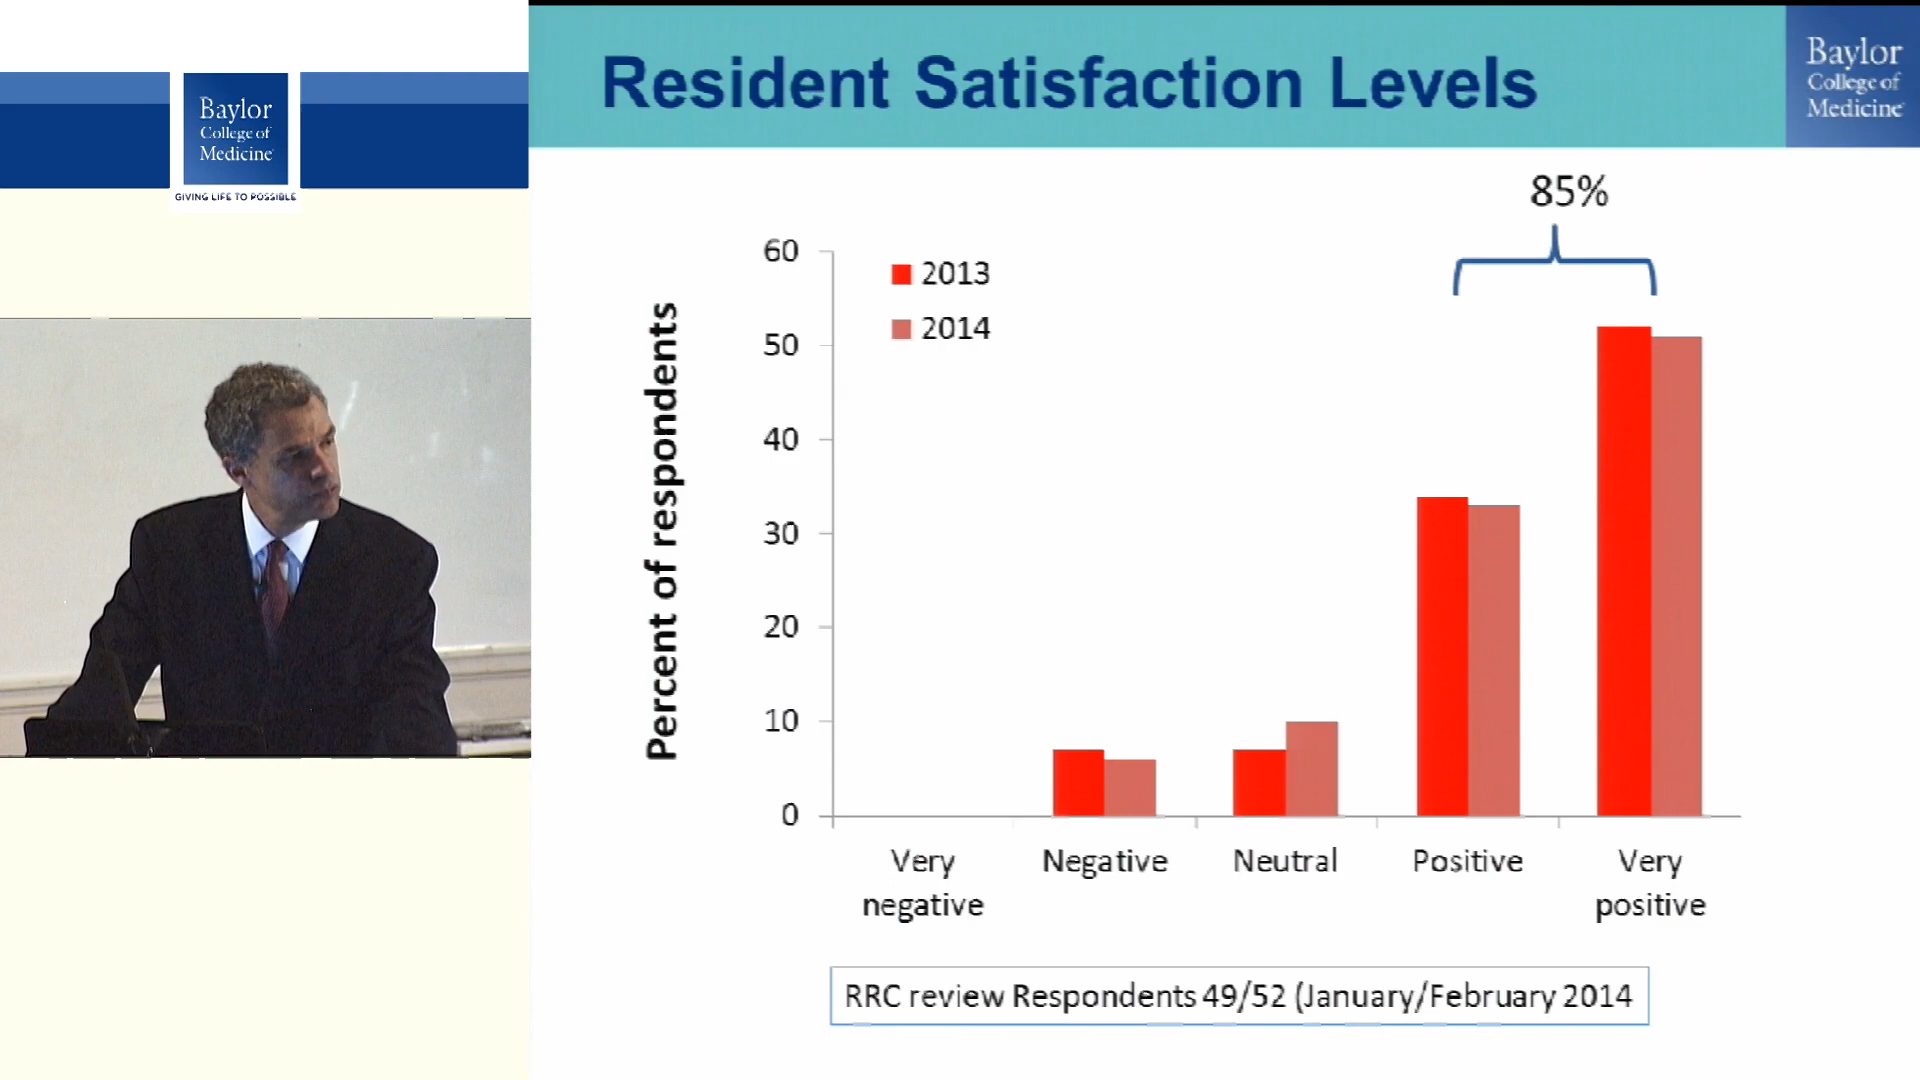 Baylor
College of
Medicine
GIVING LIFE TO POSSIBLE
Resident Satisfaction Levels
Baylor
College of
Medicine
85%
60
50
40
30
20
10
0
Percent of respondents
2013
2014
Very negative
Negative
Neutral
Positive
Very positive
RRC review Respondents 49/52 (January/February 2014